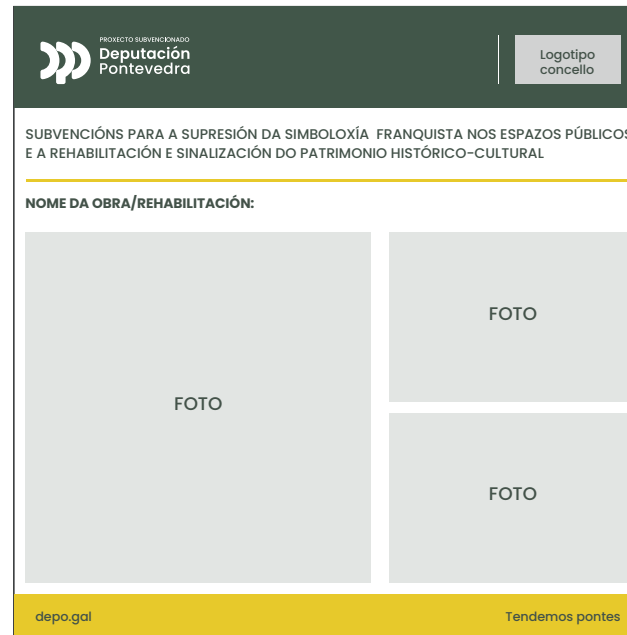 PROXECTO SUBVENCIONADO
Deputación
Pontevedra
Logotipo
concello
SUBVENCIÓNS PARA A SUPRESIÓN DA SIMBOLOXÍA FRANQUISTA NOS ESPAZOS PÚBLICOS
E A REHABILITACIÓN E SINALIZACIÓN DO PATRIMONIO HISTÓRICO-CULTURAL
NOME DA OBRA/REHABILITACIÓN:
FOTO
FOTO
FOTO
depo.gal
Tendemos pontes